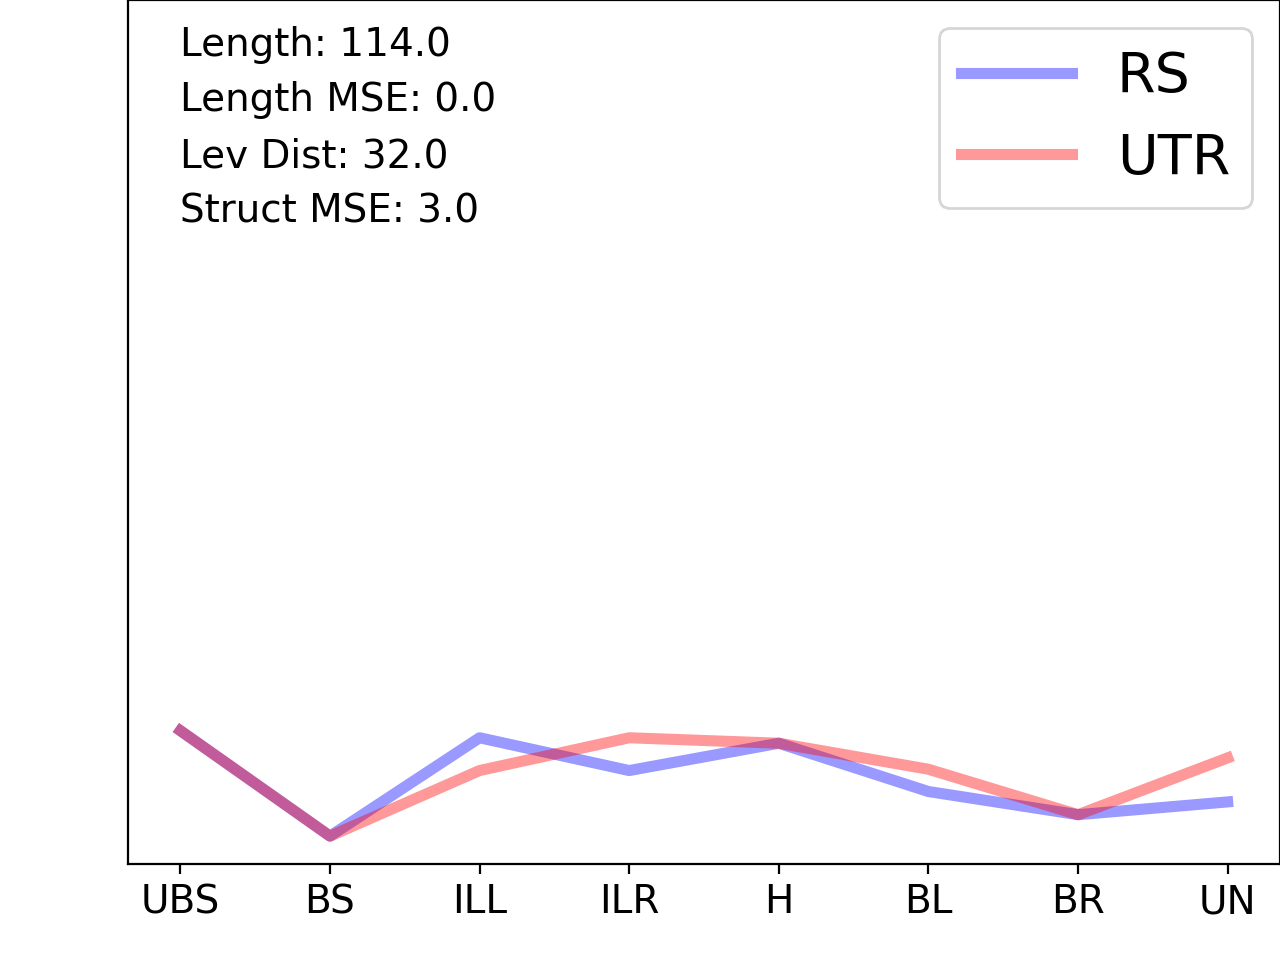 Length: 114.0
Length MSE: 0.0
Lev Dist: 32.0
Struct MSE: 3.0
RS
UTR
UBS BS ILL ILR H BL BR UN